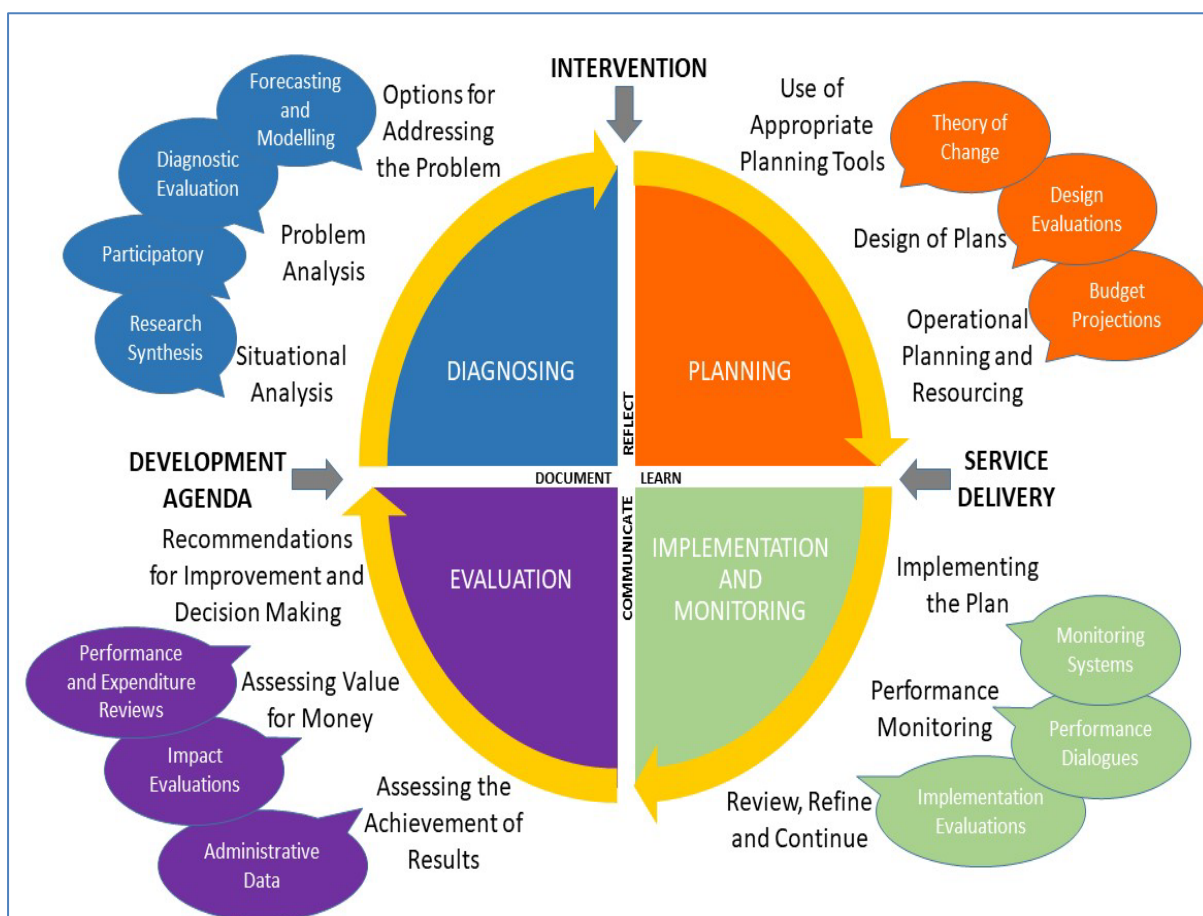 INTERVENTION
Forecasting
and
Modelling
Options for
Addressing
the Problem
Diagnostic
Evaluation
Participatory
Problem
Analysis
Research
Synthesis
Situational
Analysis
DIAGNOSING
Use of
Appropriate
Planning Tools
Theory of
Change
Design
Evaluations
Design of Plans
Budget
Projections
Operational
Planning and
Resourcing
PLANNING
REFLECT
DOCUMENT
LEARN
COMMUNICATE
DEVELOPMENT
AGENDA
SERVICE
DELIVERY
Recommendations
for Improvement and
Decision Making
EVALUATION
Performance
and Expenditure
Reviews
Assessing Value
for Money
Impact
Evaluations
Assessing the
Achievement of
Results
Administrative
Data
IMPLEMENTATION
AND
MONITORING
Implementing
the Plan
Monitoring
Systems
Performance
Monitoring
Performance
Dialogues
Review, Refine
and Continue
Implementation
Evaluations